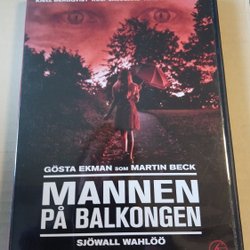 GÖSTA EKMAN SOM MARTIN BECK
MANNEN
PÅ BALKONGEN
SJÖWALL WAHLÖÖ